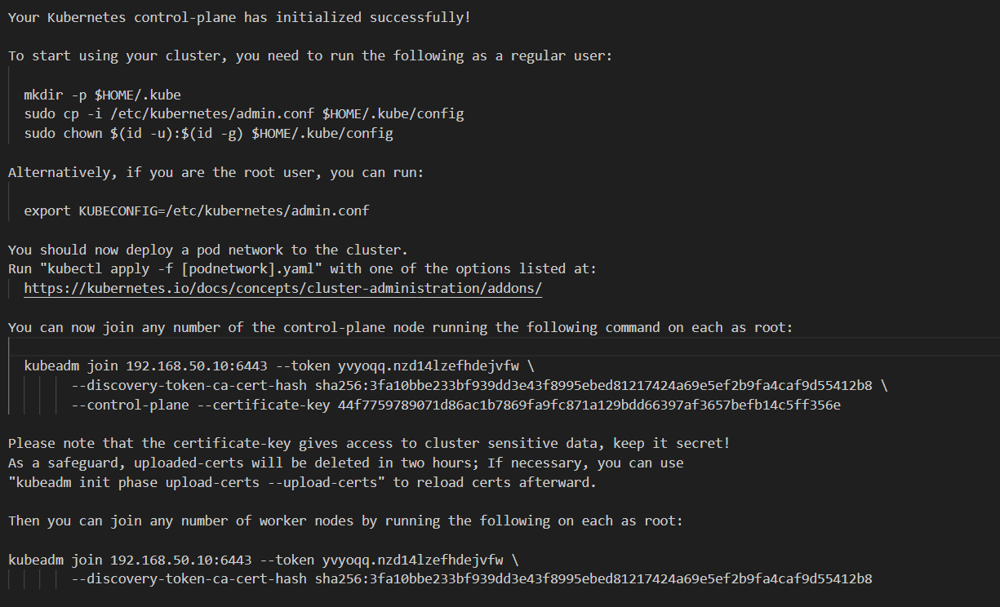 Your Kubernetes control-plane has initialized successfully!
To start using your cluster, you need to run the following as a regular user:
mkdir -p $HOME/.kube
sudo cp -i /etc/kubernetes/admin.conf $HOME/.kube/config
sudo chown $(id -u):$(id -g) $HOME/.kube/config
Alternatively, if you are the root user, you can run:
export KUBECONFIG=/etc/kubernetes/admin.conf
You should now deploy a pod network to the cluster.
Run "kubectl apply -f [podnetwork].yaml" with one of the options listed at:
https://kubernetes.io/docs/concepts/cluster-administration/addons/
You can now join any number of the control-plane node running the following command on each as root:
kubeadm join 192.168.50.10:6443 --token yvyoqq.nzd14lzefhdejvfw \
--discovery-token-ca-cert-hash sha256:3fa10bbe233bf939dd3e43f8995ebed81217424a69e5ef2b9fa4caf9d55412b8 \
--control-plane --certificate-key 44f7759789071d86ac1b7869fa9fc871a129bdd66397af3657befb14c5ff356e
Please note that the certificate-key gives access to cluster sensitive data, keep it secret!
As a safeguard, uploaded-certs will be deleted in two hours; If necessary, you can use
"kubeadm init phase upload-certs --upload-certs" to reload certs afterward.
Then you can join any number of worker nodes by running the following on each as root:
kubeadm join 192.168.50.10:6443 --token yvyoqq.nzd14lzefhdejvfw \
--discovery-token-ca-cert-hash sha256:3fa10bbe233bf939dd3e43f8995ebed81217424a69e5ef2b9fa4caf9d55412b8